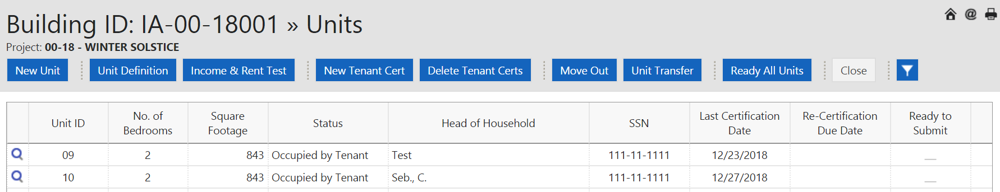 Building ID: IA-00-18001 » Units
Project: 00-18 - WINTER SOLSTICE
New Unit Unit Definition Income & Rent Test New Tenant Cert Delete Tenant Certs Move Out Unit Transfer Ready All Units Close
Unit ID No. of Bedrooms Square Footage Status Head of Household SSN Last Certification Date Re-Certification Due Date Ready to Submit
09 2 843 Occupied by Tenant Test 111-11-1111 12/23/2018
10 2 843 Occupied by Tenant Seb., C. 111-11-1111 12/27/2018